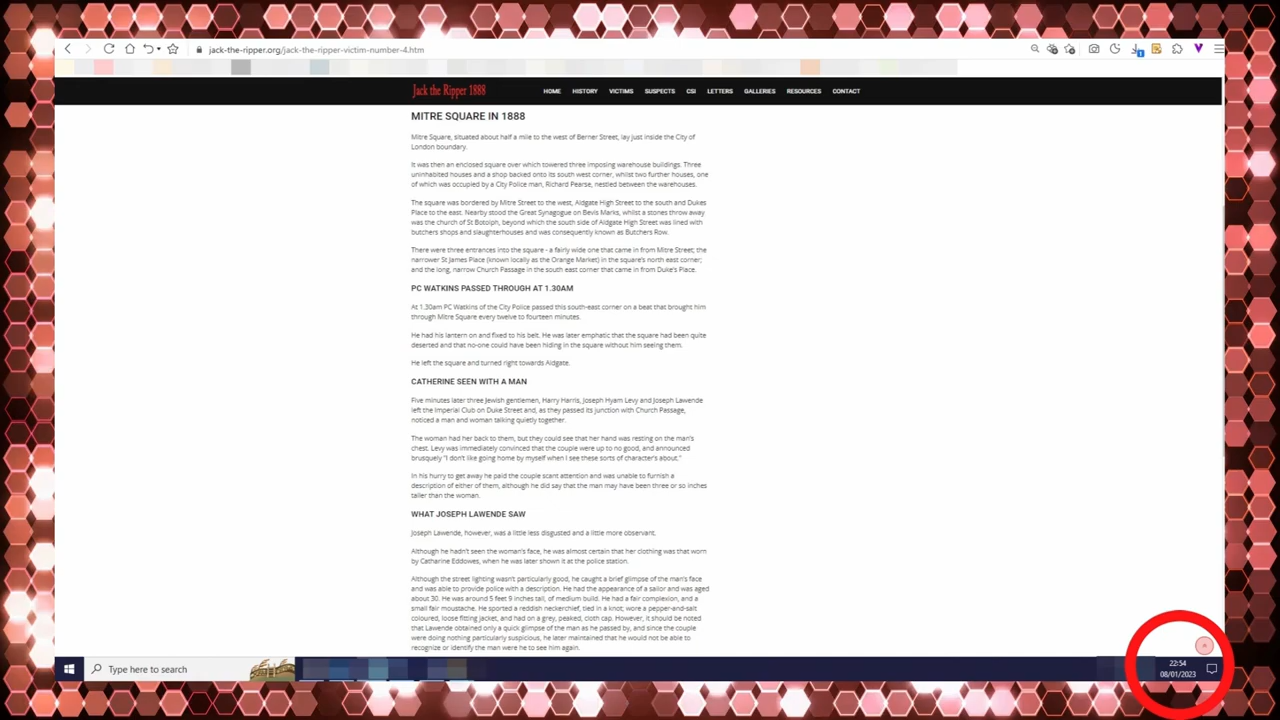 jack-the-ripper.org/jack-the-ripper-victim-number-4.htm
Jack the Ripper 1888
HOME HISTORY VICTIMS SUSPECTS CSI LETTERS GALLERIES RESOURCES CONTACT
MITRE SQUARE IN 1888
Mitre Square, situated about half a mile to the west of Berner Street, lay just inside the City of
London boundary.
It was then an enclosed square over which towered three imposing warehouse buildings. Three
uninhabited houses and a shop backed onto its south west corner, whilst two further houses, one
of which was occupied by a City Police man, Richard Pearse, nestled between the warehouses.
The square was bordered by Mitre Street to the west, Aldgate High Street to the south and Dukes
Place to the east. Nearby stood the Great Synagogue on Bevis Marks, whilst a stones throw away
was the church of St Botolph, beyond which the south side of Aldgate High Street was lined with
butchers shops and slaughterhouses and was consequently known as Butchers Row.
There were three entrances into the square - a fairly wide one that came in from Mitre Street; the
narrower St James Place (known locally as the Orange Market) in the square's north east corner;
and the long, narrow Church Passage in the south east corner that came in from Duke's Place.
PC WATKINS PASSED THROUGH AT 1.30AM
At 1.30am PC Watkins of the City Police passed this south-east corner on a beat that brought him
through Mitre Square every twelve to fourteen minutes.
He had his lantern on and fixed to his belt. He was later emphatic that the square had been quite
deserted and that no-one could have been hiding in the square without him seeing them.
He left the square and turned right towards Aldgate.
CATHERINE SEEN WITH A MAN
Five minutes later three Jewish gentlemen, Harry Harris, Joseph Hyam Levy and Joseph Lawende
left the Imperial Club on Duke Street and, as they passed its junction with Church Passage,
noticed a man and woman talking quietly together.
The woman had her back to them, but they could see that her hand was resting on the man's
chest. Levy was immediately convinced that the couple were up to no good, and announced
brusquely "I don't like going home by myself when I see these sorts of character's about."
In his hurry to get away he paid the couple scant attention and was unable to furnish a
description of either of them, although he did say that the man may have been three or so inches
taller than the woman.
WHAT JOSEPH LAWENDE SAW
Joseph Lawende, however, was a little less disgusted and a little more observant.
Although he hadn't seen the woman's face, he was almost certain that her clothing was that worn
by Catharine Eddowes, when he was later shown it at the police station.
Although the street lighting wasn't particularly good, he caught a brief glimpse of the man's face
and was able to provide police with a description. He had the appearance of a sailor and was aged
about 30. He was around 5 feet 9 inches tall, of medium build. He had a fair complexion, and a
small fair moustache. He sported a reddish neckerchief, tied in a knot; wore a pepper-and-salt
coloured, loose fitting jacket, and had on a grey, peaked, cloth cap. However, it should be noted
that Lawende obtained only a quick glimpse of the man as he passed by, and since the couple
were doing nothing particularly suspicious, he later maintained that he would not be able to
recognize or identify the man were he to see him again.
Type here to search
22:54
08/01/2023